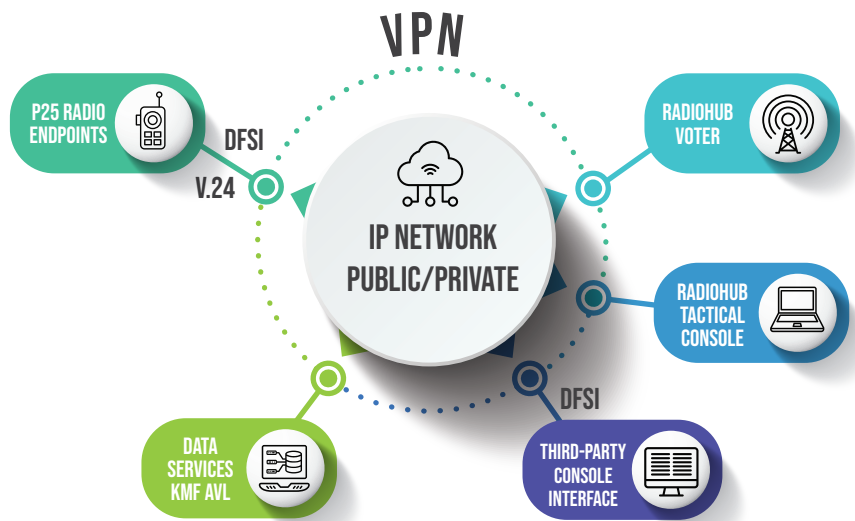 VPN
P25 RADIO
ENDPOINTS
DFSI
V.24
RADIOHUB
VOTER
IP NETWORK
PUBLIC/PRIVATE
RADIOHUB
TACTICAL
CONSOLE
DFSI
DATA
SERVICES
KMF AVL
THIRD-PARTY
CONSOLE
INTERFACE